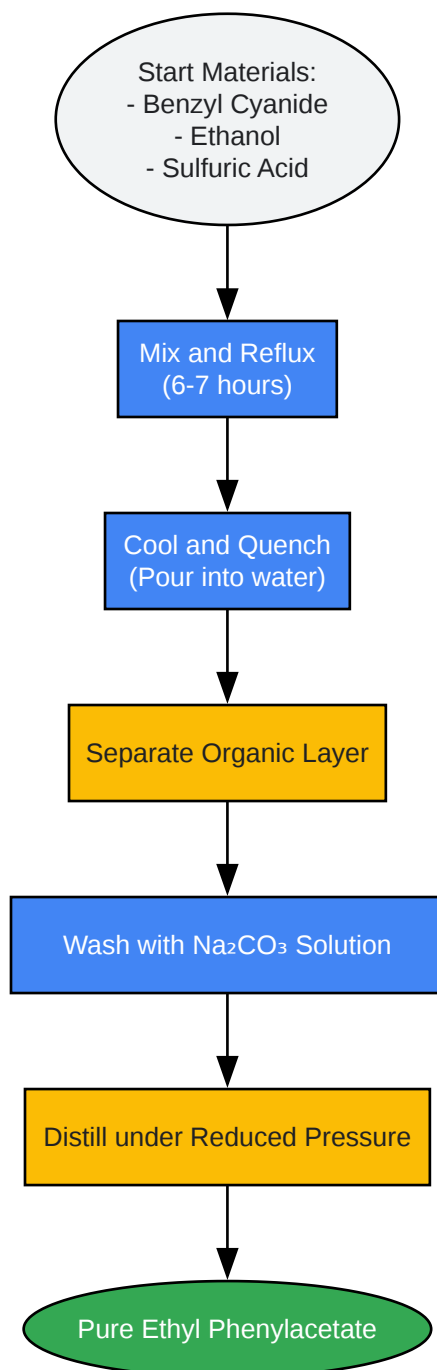 Start Materials:
- Benzyl Cyanide
- Ethanol
- Sulfuric Acid
Mix and Reflux
(6-7 hours)
Cool and Quench
(Pour into water)
Separate Organic Layer
Wash with Na₂CO₃ Solution
Distill under Reduced Pressure
Pure Ethyl Phenylacetate